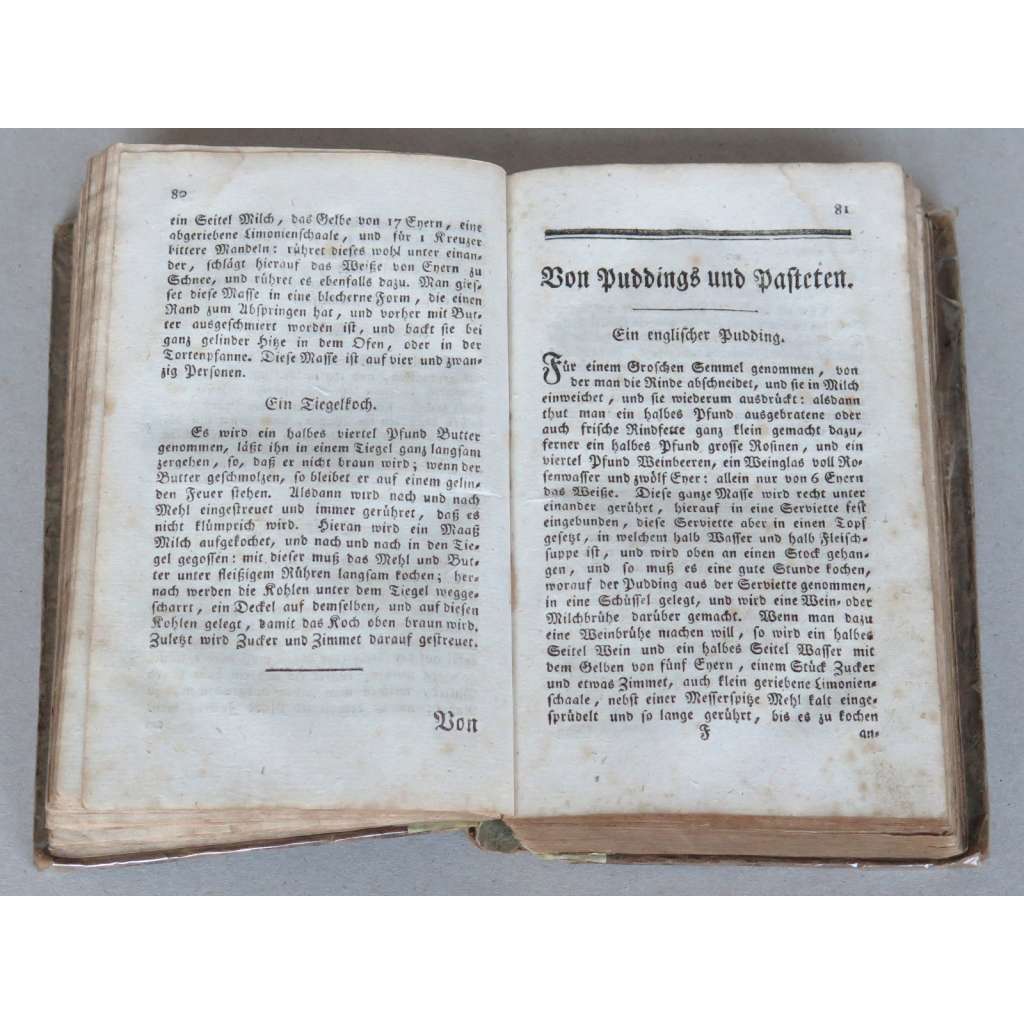 80
ein Seitel Milch, das Gelbe von 17 Eyern, eine
abgeriebene Limonienschaale, und für 1 Kreuzer
bittere Mandeln: rühret dieses wohl unter einan-
der, schlägt hierauf das Weiße von Eyern zu
Schnee, und rühret es ebenfalls dazu. Man gies-
set diese Masse in eine blecherne Form, die einen
Rand zum Abspringen hat, und vorher mit But-
ter ausgeschmiert worden ist, und backt sie bei
ganz gelinder Hitze in dem Ofen, oder in der
Tortenpfanne. Diese Masse ist auf vier und zwan-
zig Personen.
Ein Tiegelkoch.
Es wird ein halbes viertel Pfund Butter
genommen, läßt ihn in einem Tiegel ganz langsam
zergehen, so, daß er nicht braun wird; wenn der
Butter geschmolzen, so bleibet er auf einem gelin-
den Feuer stehen. Alsdann wird nach und nach
Mehl eingestreuet und immer gerühret, daß es
nicht klümprich wird. Hieran wird ein Maaß
Milch aufgekochet, und nach und nach in den Tie-
gel gegossen: mit dieser muß das Mehl und But-
ter unter fleißigem Rühren langsam kochen; her-
nach werden die Kohlen unter dem Tiegel wegge-
scharrt, ein Deckel auf demselben, und auf diesen
Kohlen gelegt, damit das Koch oben braun wird.
Zuletzt wird Zucker und Zimmet darauf gestreuet.
Von
81
Von Puddings und Pasteten.
Ein englischer Pudding.
Für einem Groschen Semmel genommen, von
der man die Rinde abschneidet, und sie in Milch
einweichet, und sie wiederum ausdrückt: alsdann
thut man ein halbes Pfund ausgebratene oder
auch frische Rindfette ganz klein gemacht dazu,
ferner ein halbes Pfund grosse Rosinen, und ein
viertel Pfund Weinbeeren, ein Weinglas voll Ro-
senwasser und zwölf Eyer: allein nur von 6 Eyern
das Weiße. Diese ganze Masse wird recht unter
einander gerührt, hierauf in eine Serviette fest
eingebunden, diese Serviette aber in einen Topf
gesetzt, in welchem halb Wasser und halb Fleisch-
suppe ist, und wird oben an einen Stock gehan-
gen, und so muß es eine gute Stunde kochen,
worauf der Pudding aus der Serviette genommen,
in eine Schüssel gelegt, und wird eine Wein- oder
Milchbrühe darüber gemacht. Wenn man dazu
eine Weinbrühe machen will, so wird ein halbes
Seitel Wein und ein halbes Seitel Wasser mit
dem Gelben von fünf Eyern, einem Stück Zucker
und etwas Zimmet, auch klein geriebene Limonien-
schaale, nebst einer Messerspitze Mehl kalt einge-
sprüdelt und so lange gerührt, bis es zu kochen
F an-